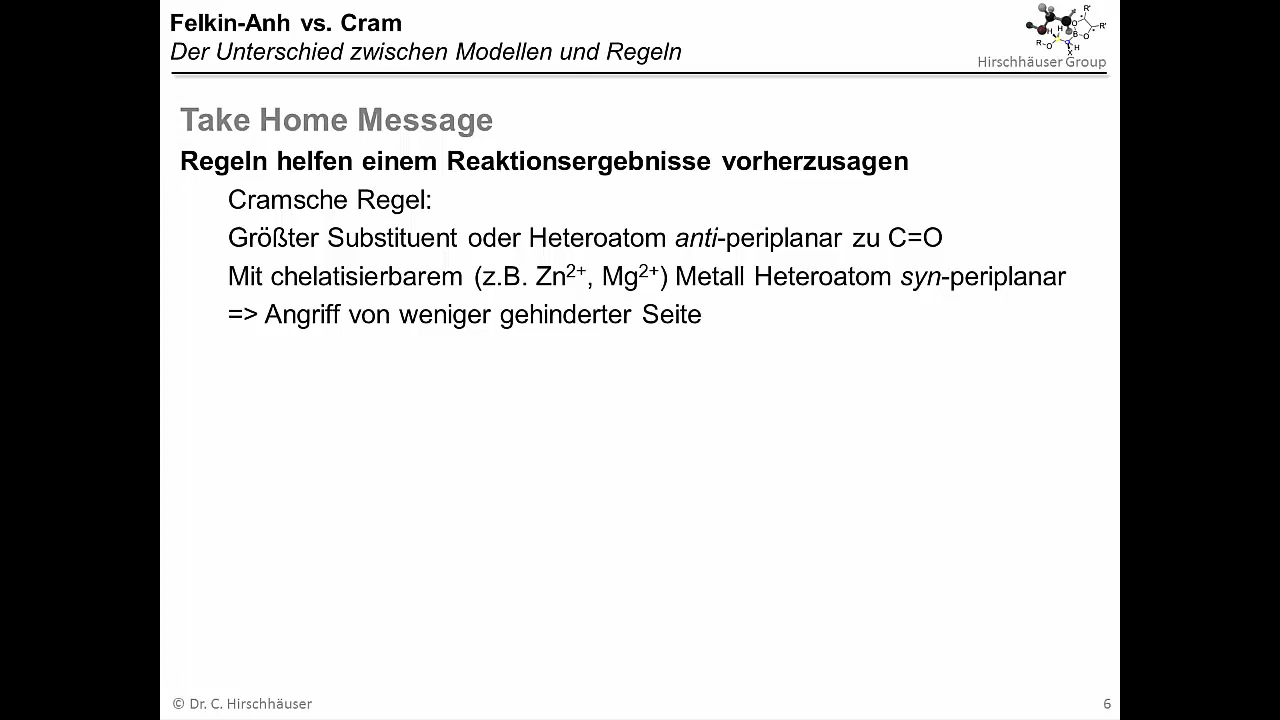 Felkin-Anh vs. Cram
Der Unterschied zwischen Modellen und Regeln
Hirschhäuser Group
Take Home Message
Regeln helfen einem Reaktionsergebnisse vorherzusagen
Cramsche Regel:
Größter Substituent oder Heteroatom anti-periplanar zu C=O
Mit chelatisierbarem (z.B. Zn²⁺, Mg²⁺) Metall Heteroatom syn-periplanar
=> Angriff von weniger gehinderter Seite
© Dr. C. Hirschhäuser
6